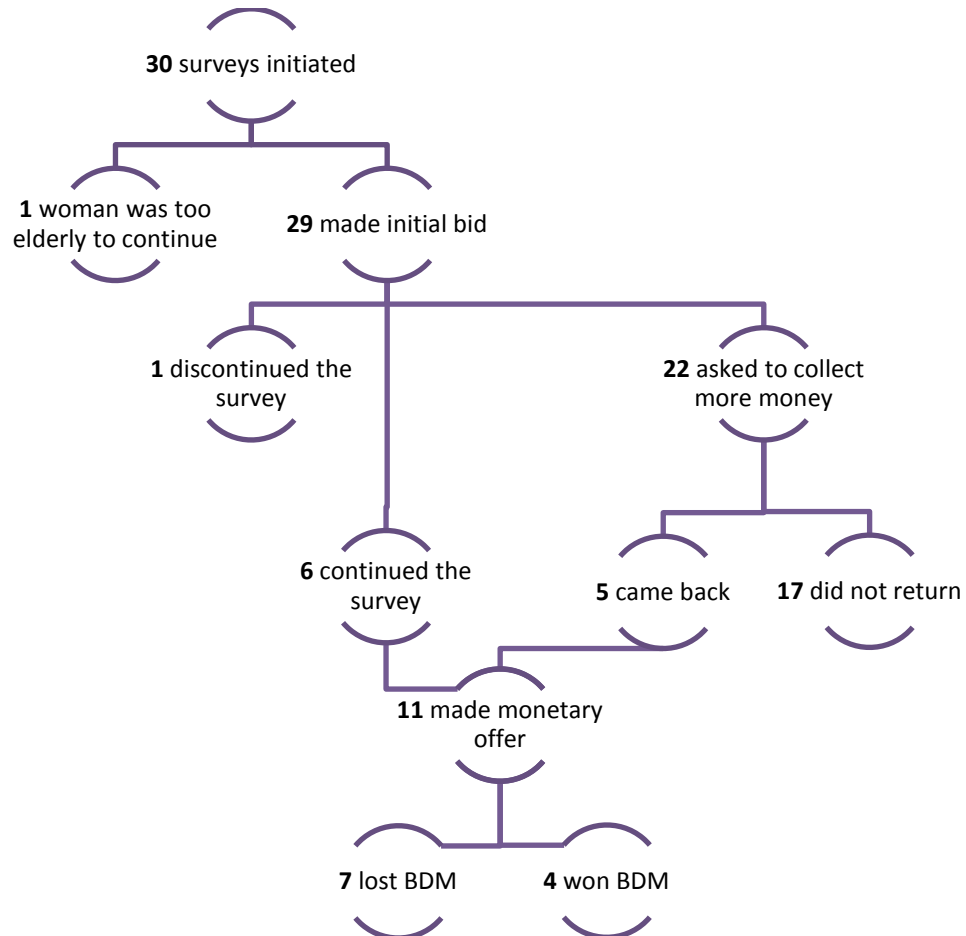 30 surveys initiated
1 woman was too
elderly to continue
29 made initial bid
1 discontinued the
survey
22 asked to collect
more money
6 continued the
survey
5 came back
17 did not return
11 made monetary
offer
7 lost BDM
4 won BDM